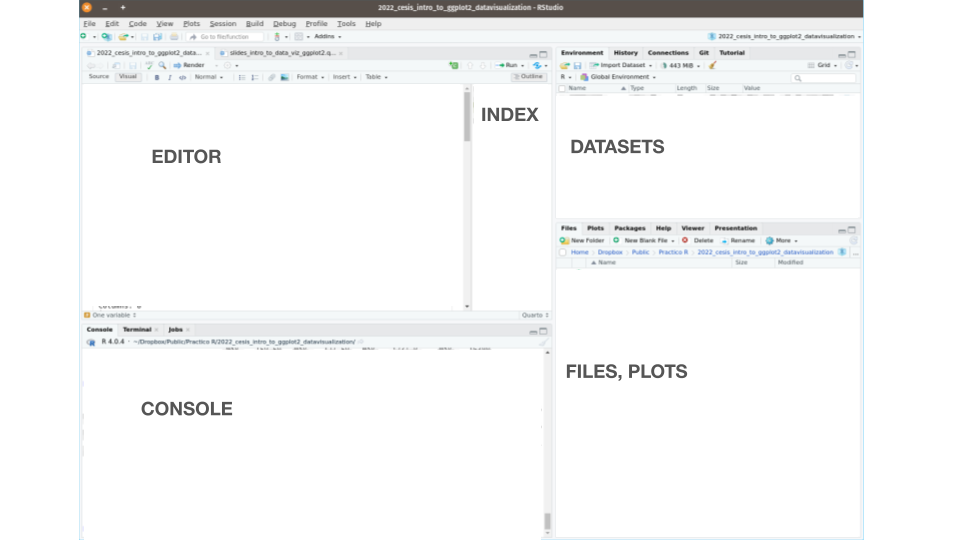 2022_cesis_intro_to_ggplot2_datavisualization - RStudio
File Edit Code View Plots Session Build Debug Profile Tools Help
Go to file/function Addins 2022_cesis_intro_to_ggplot2_datavisualization
2022_cesis_intro_to_ggplot2_data... × slides_intro_to_data_viz_ggplot2.q... ×
Render Run
Source Visual B I </> Normal Format Insert Table Outline
INDEX
EDITOR
One variable Quarto
Console Terminal × Jobs ×
R 4.0.4 · ~/Dropbox/Public/Practico R/2022_cesis_intro_to_ggplot2_datavisualization/
CONSOLE
Environment History Connections Git Tutorial
Import Dataset 443 MiB Grid
R Global Environment
Name Type Length Size Value
DATASETS
Files Plots Packages Help Viewer Presentation
New Folder New Blank File Delete Rename More
Home Dropbox Public Practico R 2022_cesis_intro_to_ggplot2_datavisualization ...
Name Size Modified
FILES, PLOTS